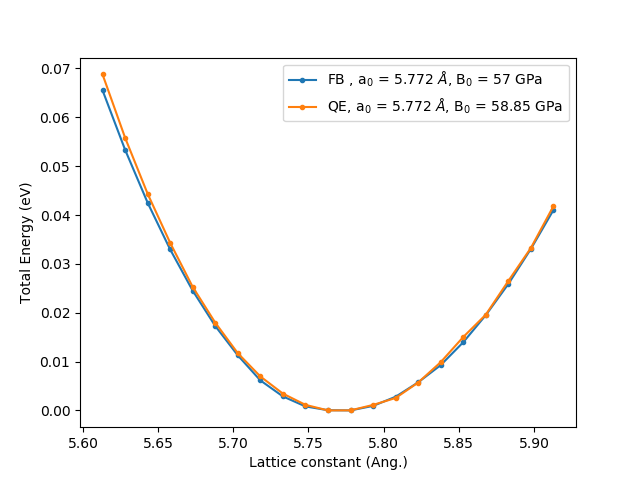 FB , a₀ = 5.772 Å, B₀ = 57 GPa
QE, a₀ = 5.772 Å, B₀ = 58.85 GPa
0.07
0.06
0.05
0.04
0.03
0.02
0.01
0.00
Total Energy (eV)
5.60 5.65 5.70 5.75 5.80 5.85 5.90
Lattice constant (Ang.)